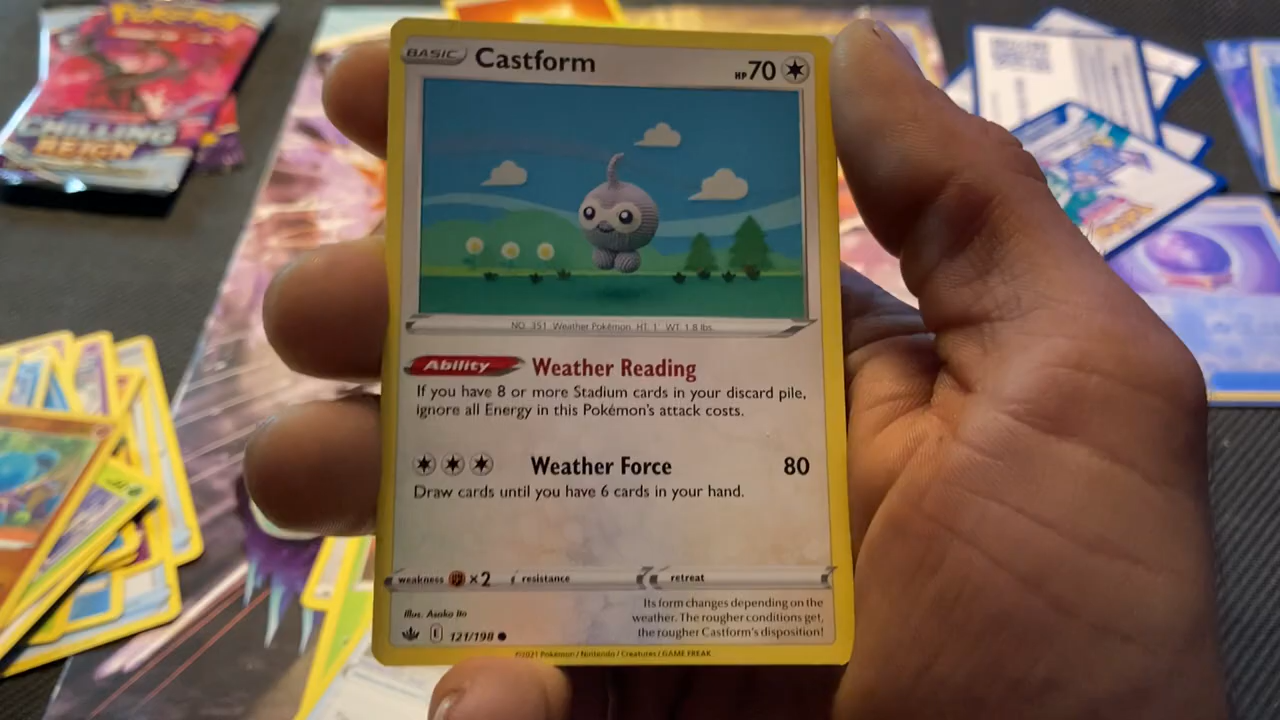 Pokémon
CHILLING
REIGN
BASIC
Castform
HP 70
NO. 351 Weather Pokémon HT: 1' WT: 1.8 lbs.
Ability Weather Reading
If you have 8 or more Stadium cards in your discard pile,
ignore all Energy in this Pokémon's attack costs.
Weather Force 80
Draw cards until you have 6 cards in your hand.
weakness ×2 resistance retreat
Illus. Asako Ito
Its form changes depending on the
weather. The rougher conditions get,
the rougher Castform's disposition!
E 121/198
©2021 Pokémon / Nintendo / Creatures / GAME FREAK